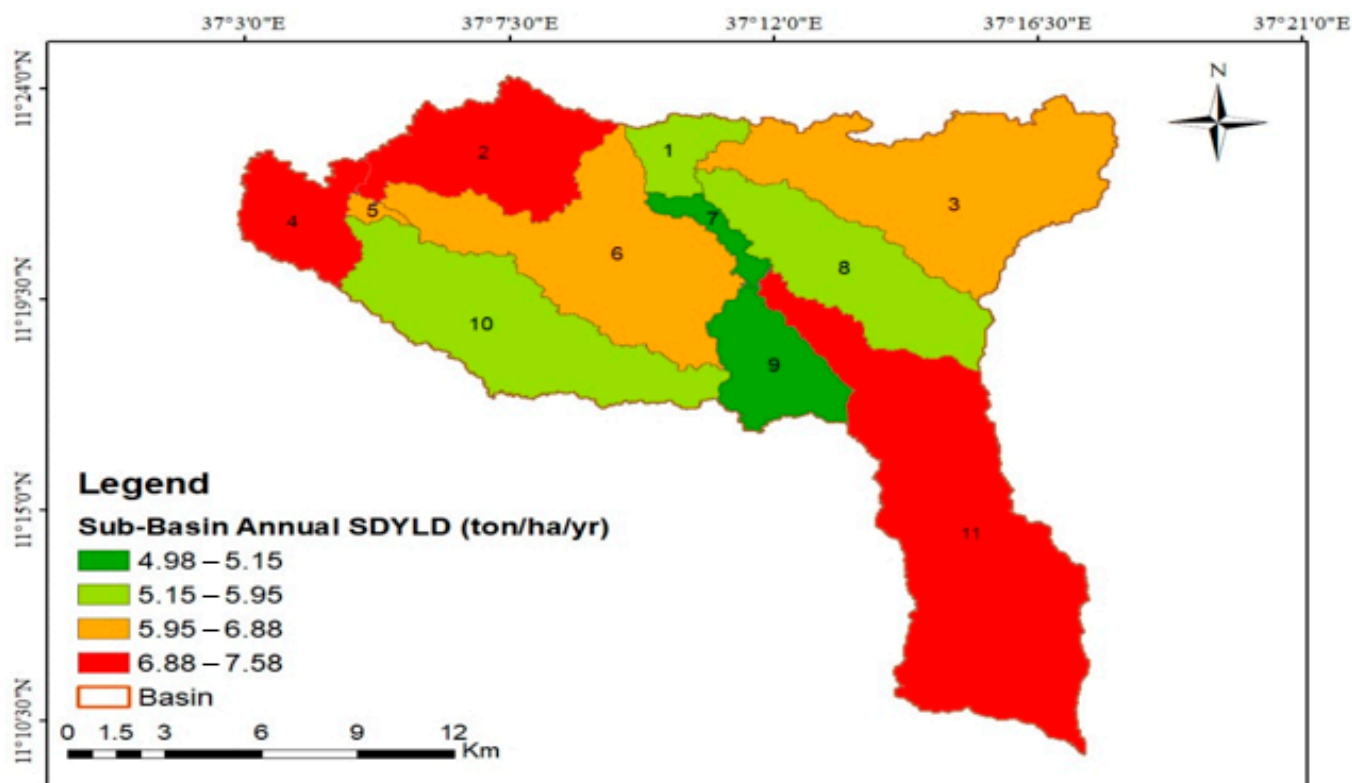 37°3'0"E 37°7'30"E 37°12'0"E 37°16'30"E 37°21'0"E
11°24'0"N
11°19'30"N
11°15'0"N
11°10'30"N
N
1
2
3
4
5
6
7
8
9
10
11
Legend
Sub-Basin Annual SDYLD (ton/ha/yr)
4.98 – 5.15
5.15 – 5.95
5.95 – 6.88
6.88 – 7.58
Basin
0 1.5 3 6 9 12
Km